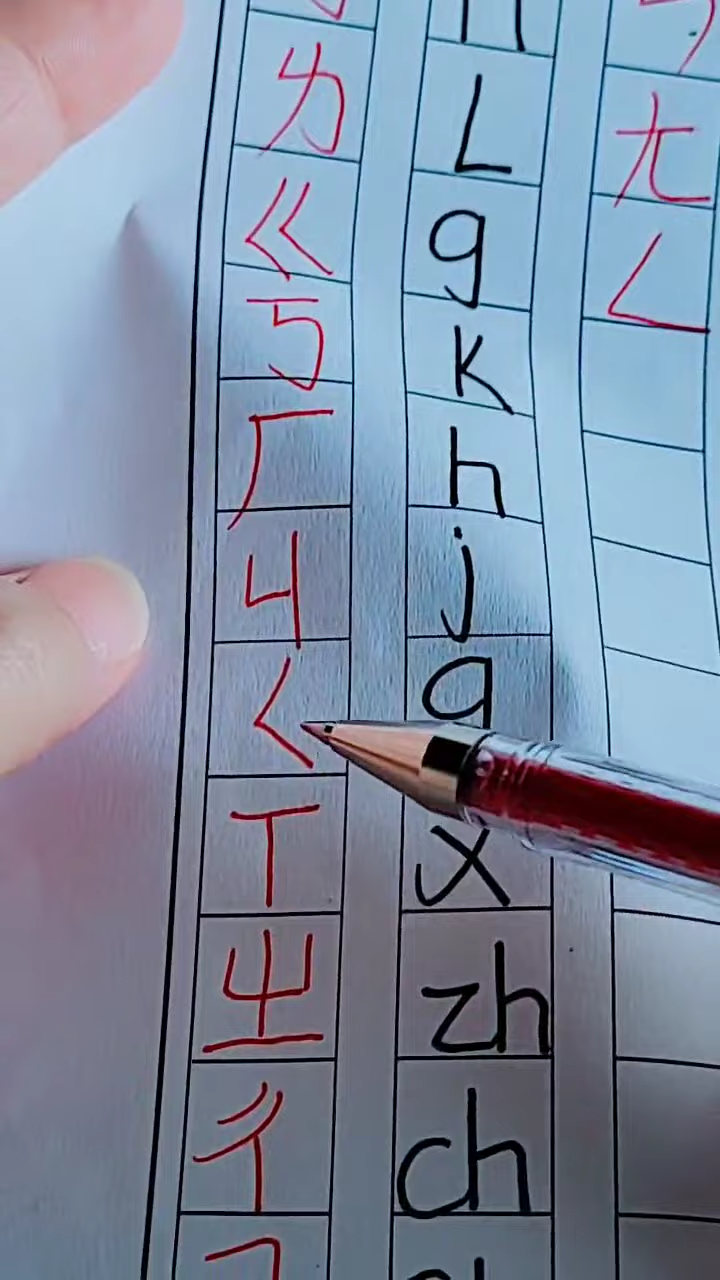 ㄌ L ㄤ
ㄍ g ㄥ
ㄎ k
ㄏ h
ㄐ j
ㄑ q
ㄒ x
ㄓ zh
ㄔ ch